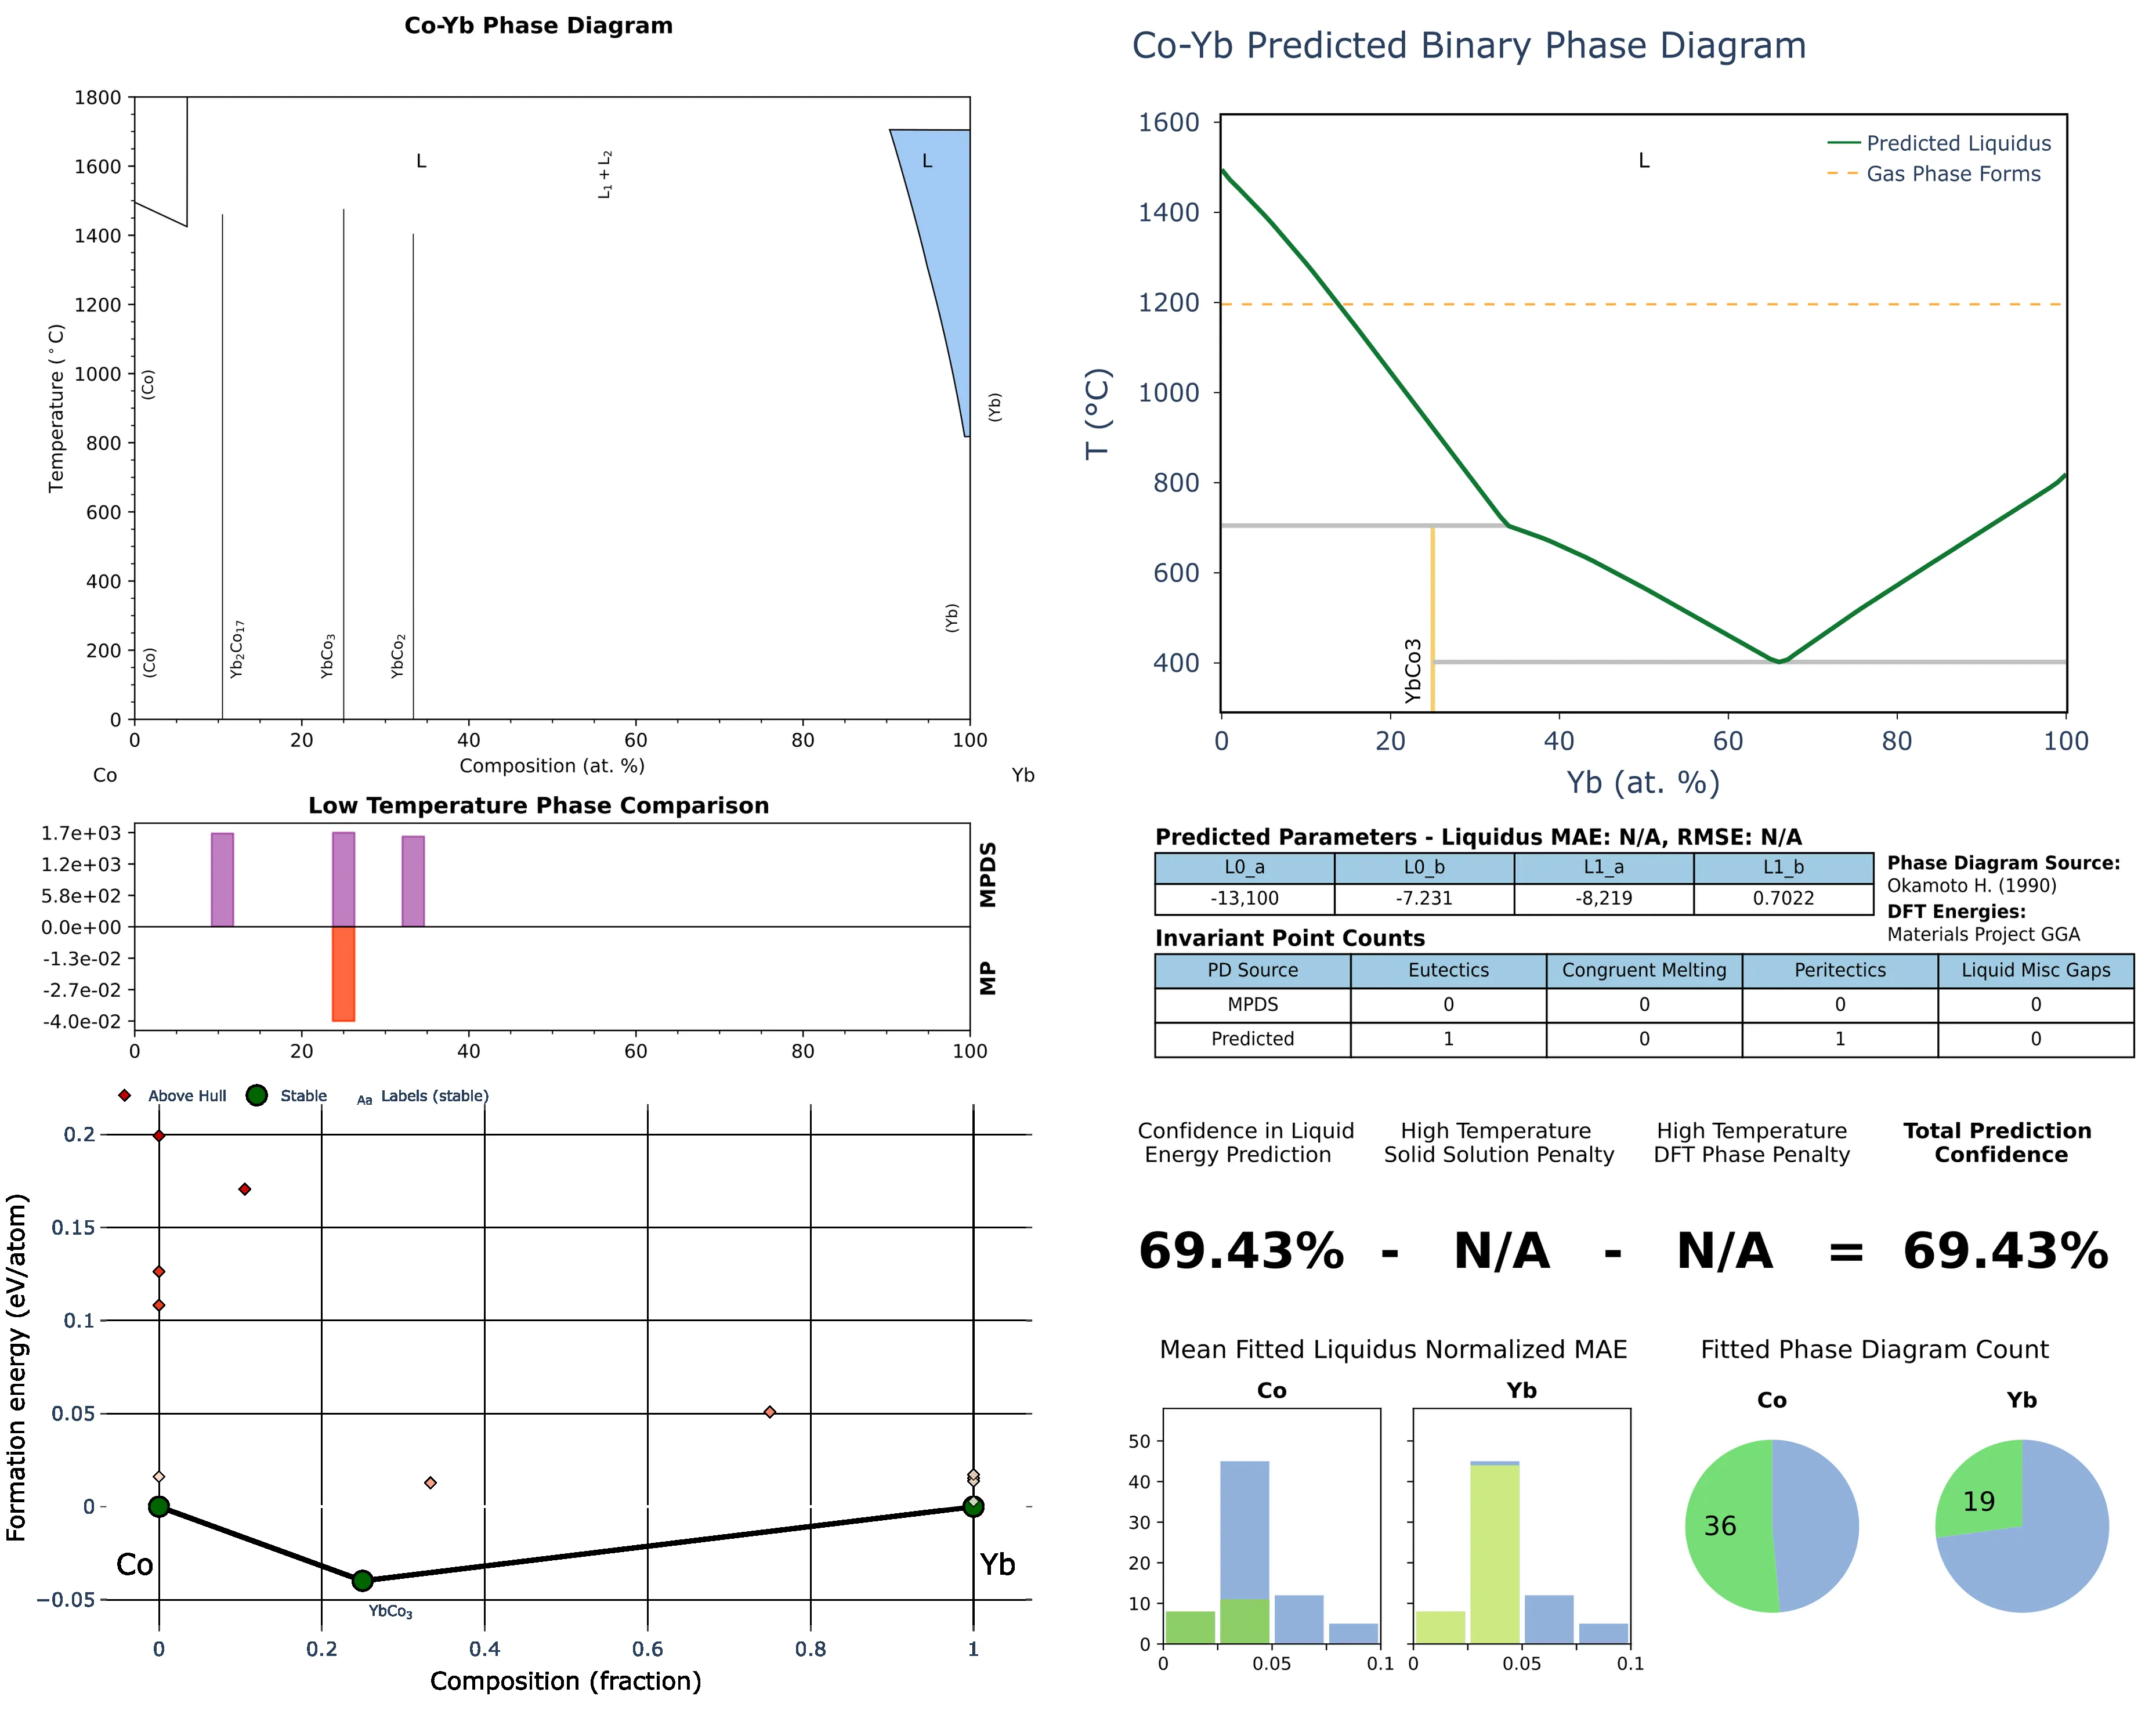 Co-Yb Phase Diagram
1800
1600
1400
1200
1000
800
600
400
200
0
Temperature (°C)
L
L₁ + L₂
L
(Co)
(Co)
Yb₂Co₁₇
YbCo₃
YbCo₂
(Yb)
(Yb)
0 20 40 60 80 100
Composition (at. %)
Co Yb
Co-Yb Predicted Binary Phase Diagram
1600
1400
1200
1000
800
600
400
T (°C)
L
Predicted Liquidus
Gas Phase Forms
YbCo3
0 20 40 60 80 100
Yb (at. %)
Low Temperature Phase Comparison
1.7e+03
1.2e+03
5.8e+02
0.0e+00
-1.3e-02
-2.7e-02
-4.0e-02
MPDS
MP
0 20 40 60 80 100
Predicted Parameters - Liquidus MAE: N/A, RMSE: N/A
L0_a L0_b L1_a L1_b
-13,100 -7.231 -8,219 0.7022
Phase Diagram Source:
Okamoto H. (1990)
DFT Energies:
Materials Project GGA
Invariant Point Counts
PD Source Eutectics Congruent Melting Peritectics Liquid Misc Gaps
MPDS 0 0 0 0
Predicted 1 0 1 0
Above Hull Stable Aa Labels (stable)
0.2
0.15
0.1
0.05
0
−0.05
Formation energy (eV/atom)
Co
Yb
YbCo₃
0 0.2 0.4 0.6 0.8 1
Composition (fraction)
Confidence in Liquid
Energy Prediction
High Temperature
Solid Solution Penalty
High Temperature
DFT Phase Penalty
Total Prediction
Confidence
69.43% - N/A - N/A = 69.43%
Mean Fitted Liquidus Normalized MAE
Co
50
40
30
20
10
0
0 0.05 0.1
Yb
0 0.05 0.1
Fitted Phase Diagram Count
Co
36
Yb
19